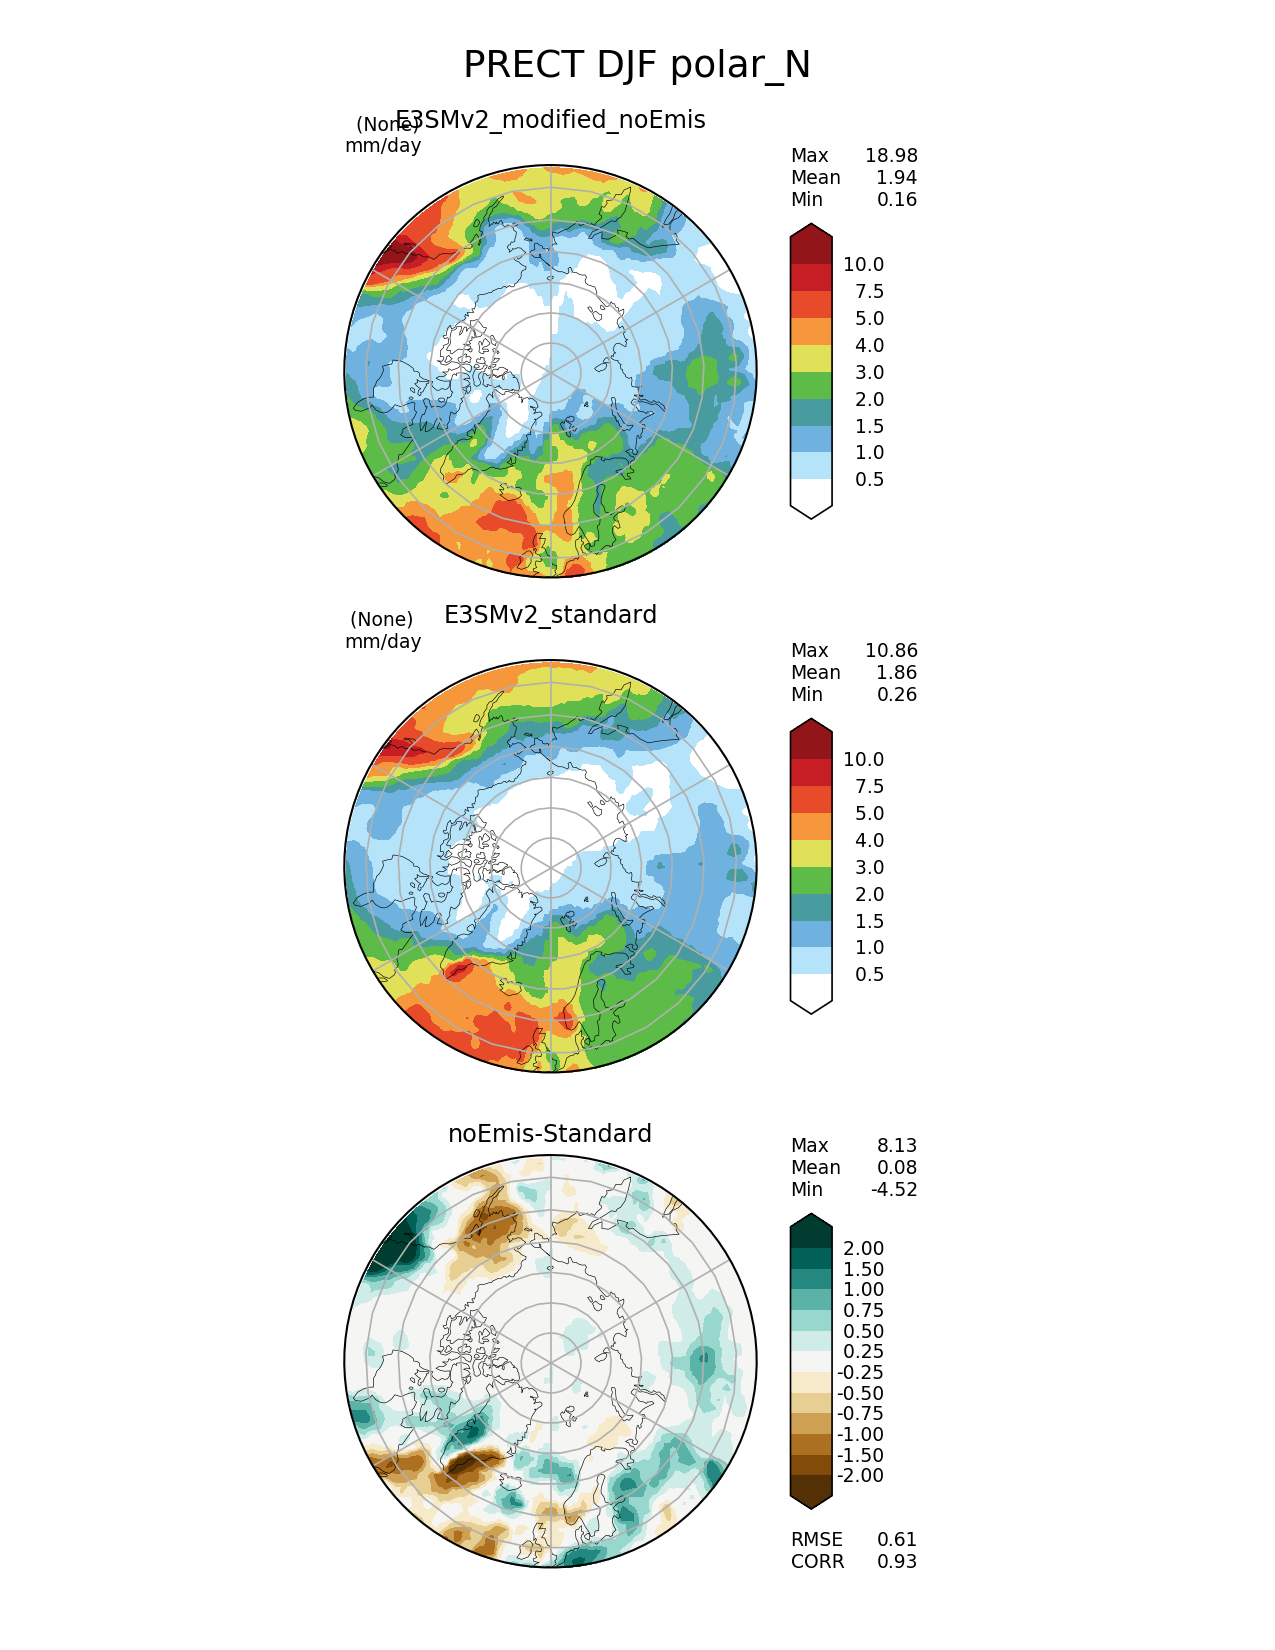 PRECT DJF polar_N
E3SMv2_modified_noEmis
(None)
mm/day
Max 18.98
Mean 1.94
Min 0.16
10.0
7.5
5.0
4.0
3.0
2.0
1.5
1.0
0.5
(None)
E3SMv2_standard
mm/day
Max 10.86
Mean 1.86
Min 0.26
10.0
7.5
5.0
4.0
3.0
2.0
1.5
1.0
0.5
noEmis-Standard
Max 8.13
Mean 0.08
Min -4.52
2.00
1.50
1.00
0.75
0.50
0.25
-0.25
-0.50
-0.75
-1.00
-1.50
-2.00
RMSE 0.61
CORR 0.93